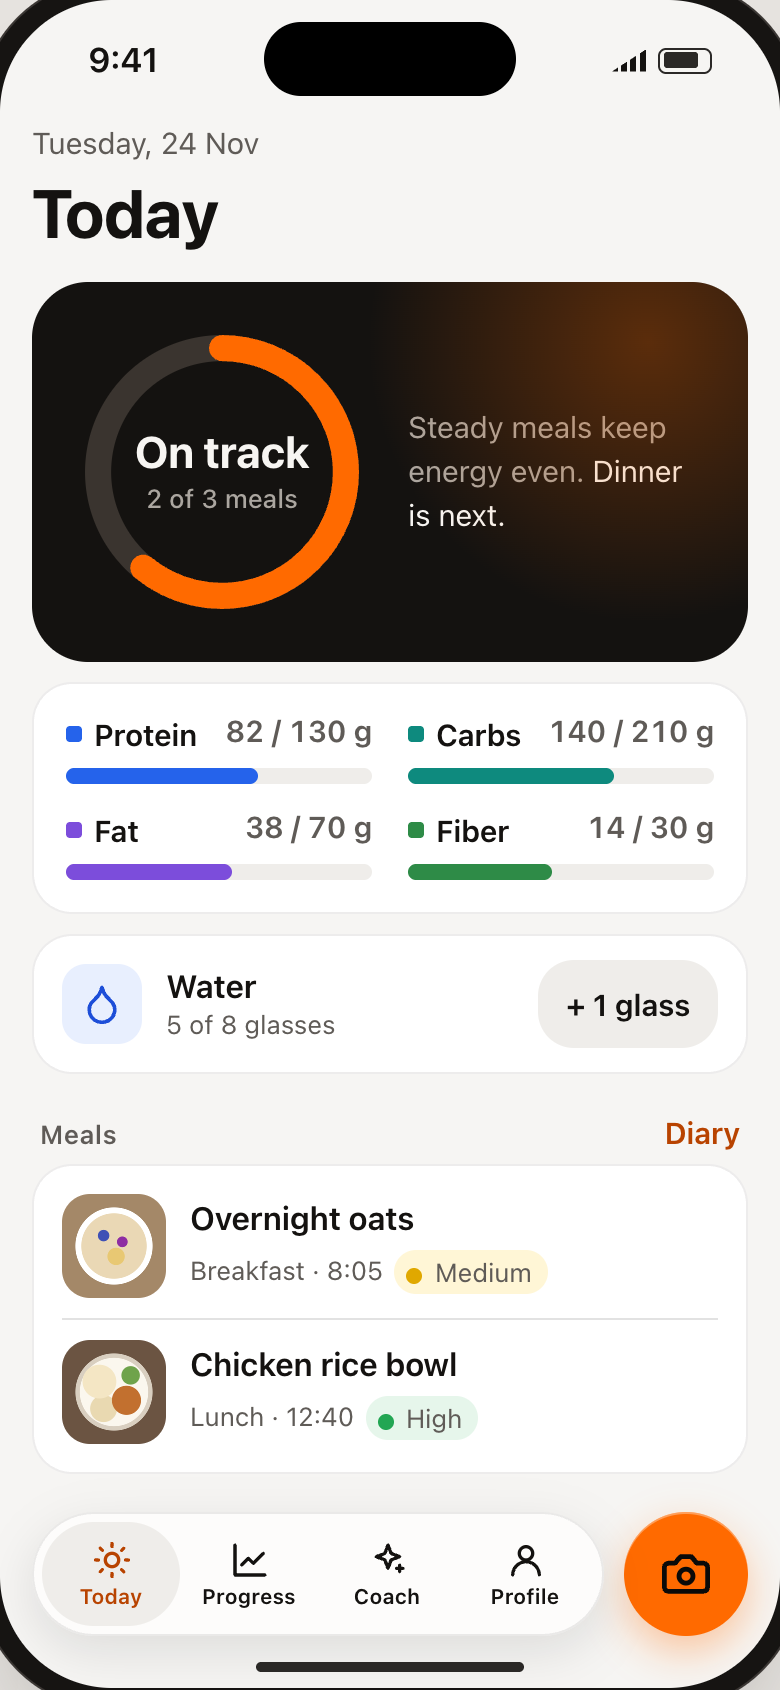 9:41
Tuesday, 24 Nov
Today
On track
2 of 3 meals
Steady meals keep
energy even. Dinner
is next.
Protein 82 / 130 g
Carbs 140 / 210 g
Fat 38 / 70 g
Fiber 14 / 30 g
Water
5 of 8 glasses
+ 1 glass
Meals
Diary
Overnight oats
Breakfast · 8:05 Medium
Chicken rice bowl
Lunch · 12:40 High
Today
Progress
Coach
Profile